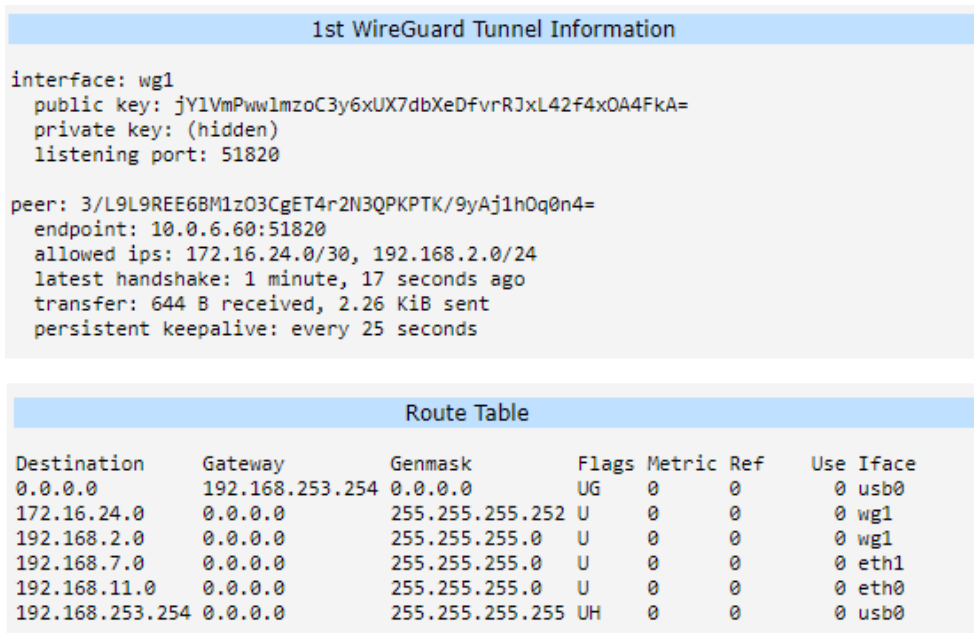 1st WireGuard Tunnel Information
interface: wg1
public key: jYlVmPwwlmzoC3y6xUX7dbXeDfvrRJxL42f4xOA4FkA=
private key: (hidden)
listening port: 51820
peer: 3/L9L9REE6BM1zO3CgET4r2N3QPKPTK/9yAj1hOq0n4=
endpoint: 10.0.6.60:51820
allowed ips: 172.16.24.0/30, 192.168.2.0/24
latest handshake: 1 minute, 17 seconds ago
transfer: 644 B received, 2.26 KiB sent
persistent keepalive: every 25 seconds
Route Table
Destination Gateway Genmask Flags Metric Ref Use Iface
0.0.0.0 192.168.253.254 0.0.0.0 UG 0 0 0 usb0
172.16.24.0 0.0.0.0 255.255.255.252 U 0 0 0 wg1
192.168.2.0 0.0.0.0 255.255.255.0 U 0 0 0 wg1
192.168.7.0 0.0.0.0 255.255.255.0 U 0 0 0 eth1
192.168.11.0 0.0.0.0 255.255.255.0 U 0 0 0 eth0
192.168.253.254 0.0.0.0 255.255.255.255 UH 0 0 0 usb0